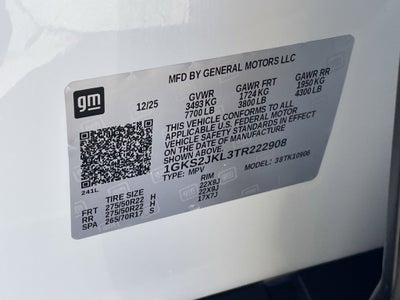 MFD BY GENERAL MOTORS LLC
gm
12/25
GVWR
3493 KG
7700 LB
GAWR FRT
1724 KG
3800 LB
GAWR RR
1950 KG
4300 LB
THIS VEHICLE CONFORMS TO ALL
APPLICABLE U.S. FEDERAL MOTOR
VEHICLE SAFETY STANDARDS IN EFFECT
ON THE DATE OF MANUFACTURE
SHOWN ABOVE.
1GKS2JKL3TR222908
TYPE: MPV MODEL: 38TK10906
241L
TIRE SIZE RIM
FRT 275/50R22 H 22X9J
RR 275/50R22 H 22X9J
SPA 265/70R17 S 17X7J